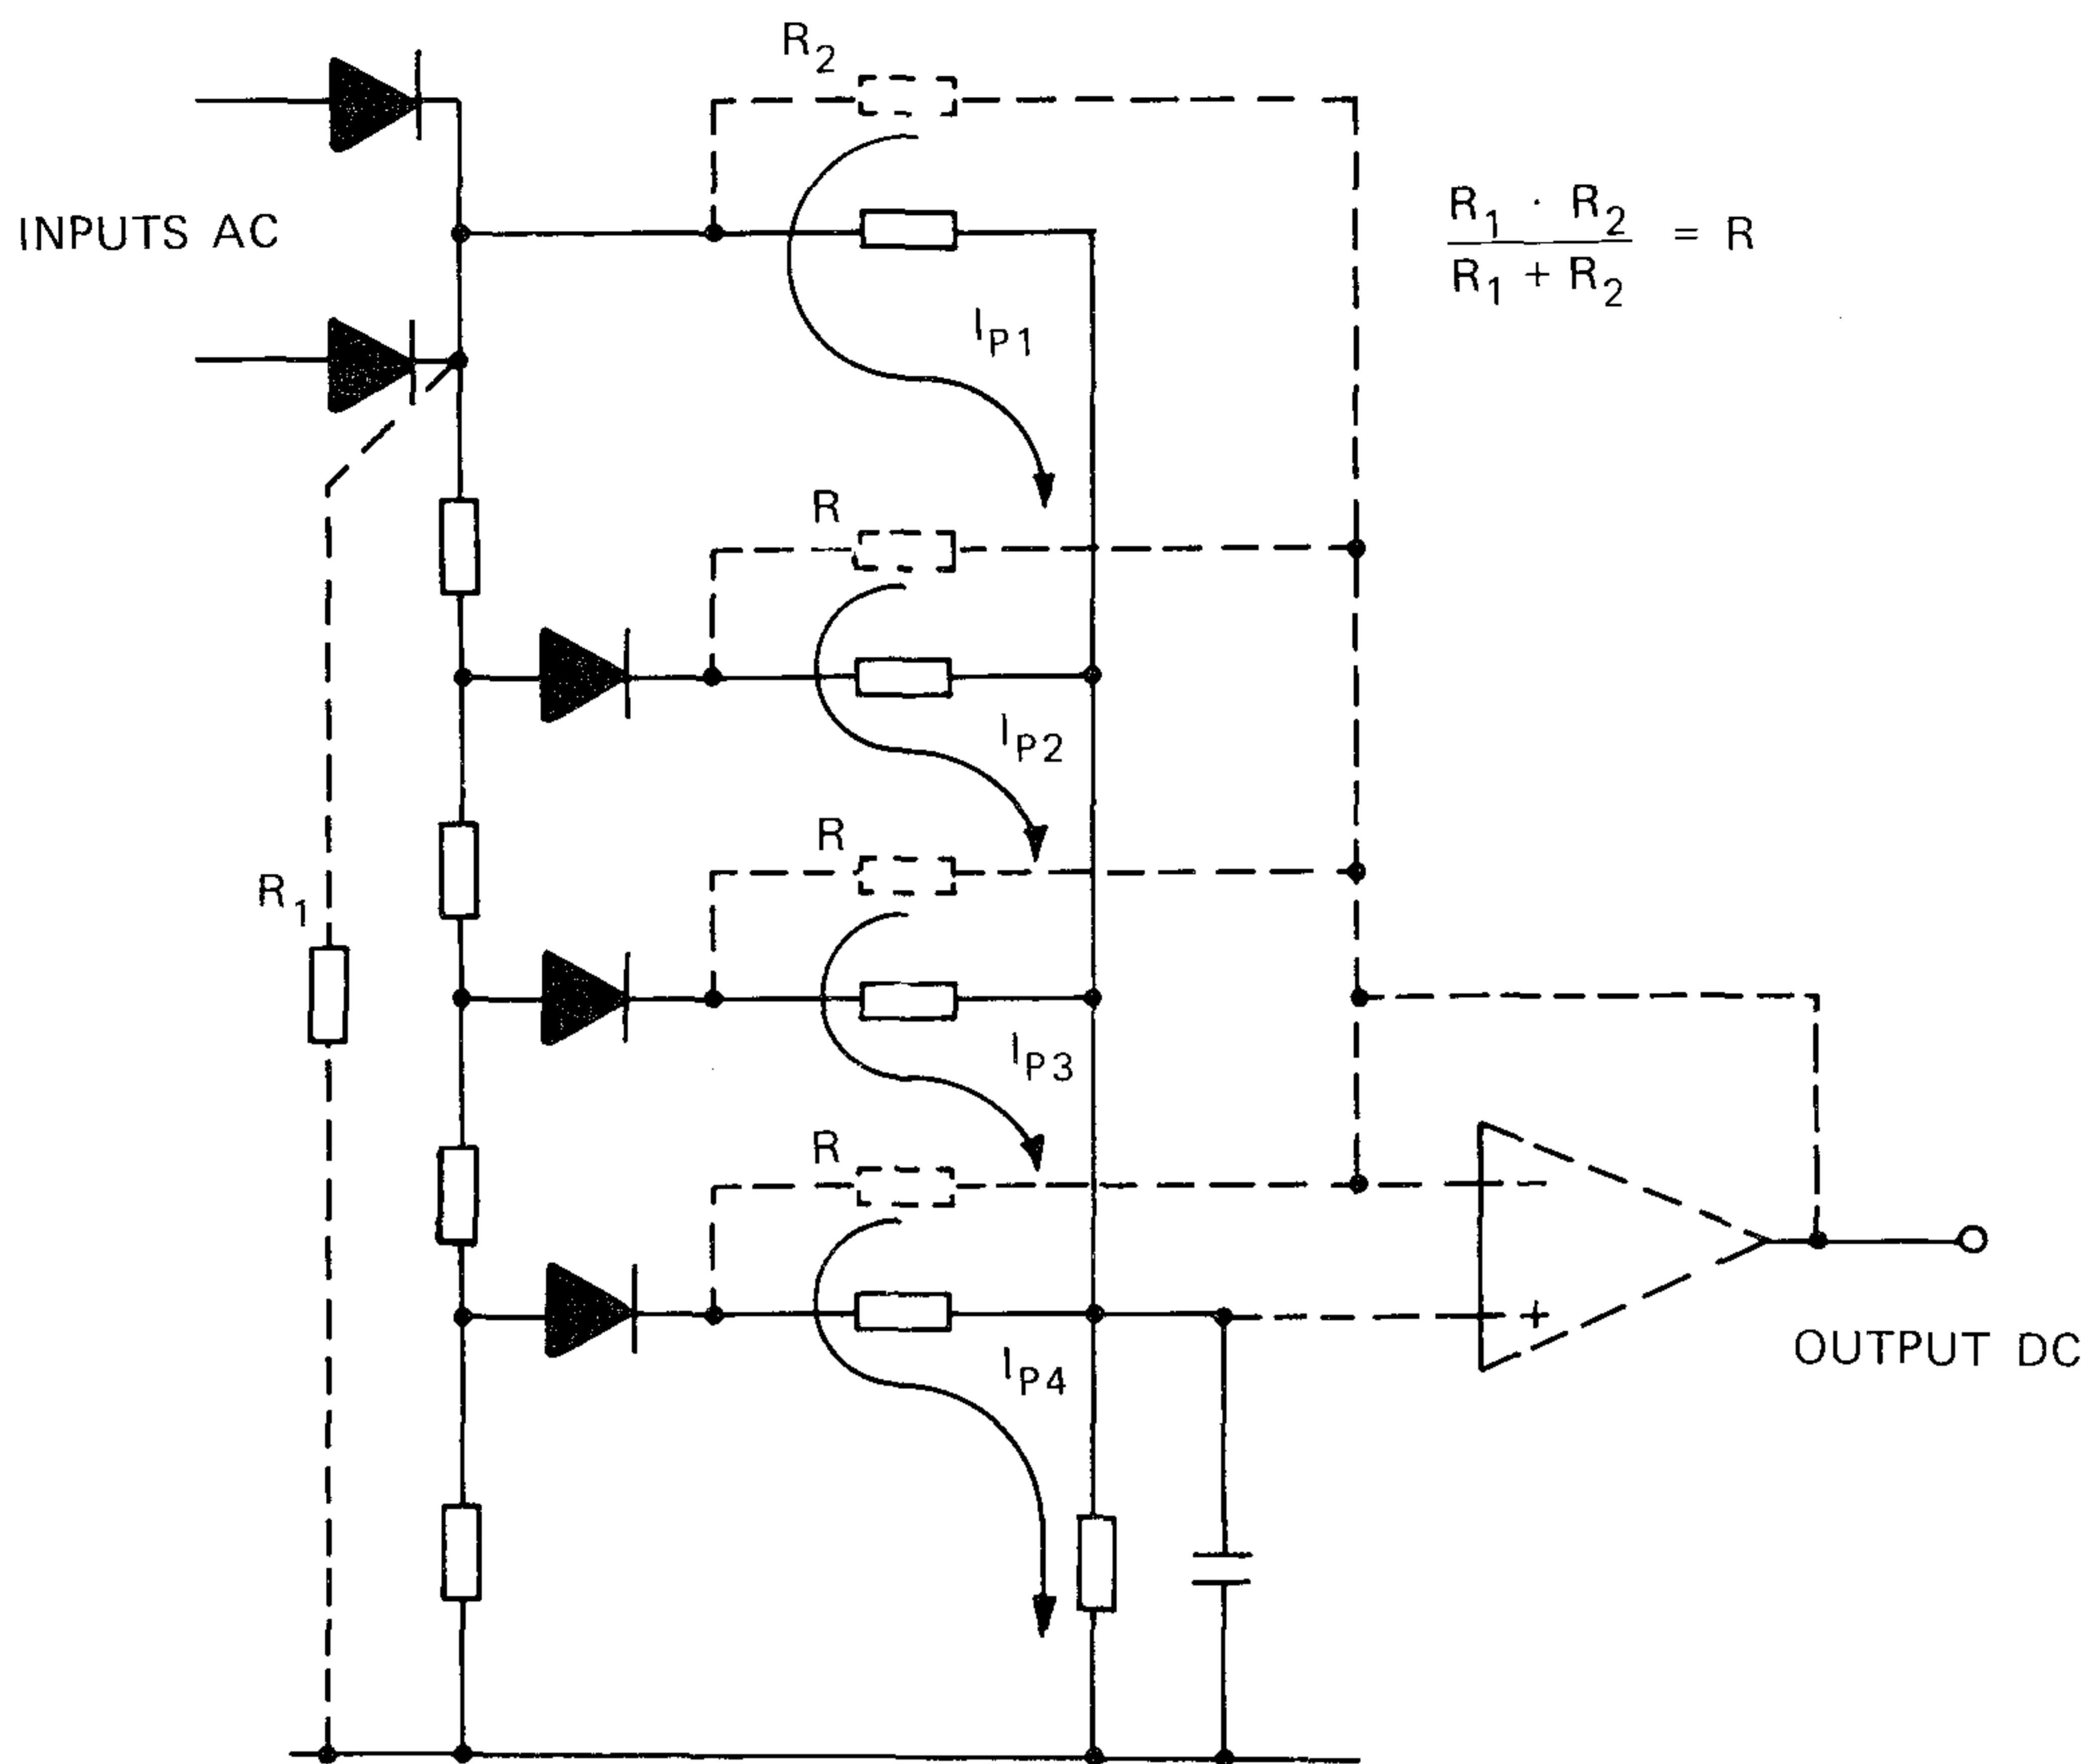 R2
INPUTS AC
R1 · R2
R1 + R2
= R
IP1
R
IP2
R
R1
IP3
R
IP4
−
+
OUTPUT DC